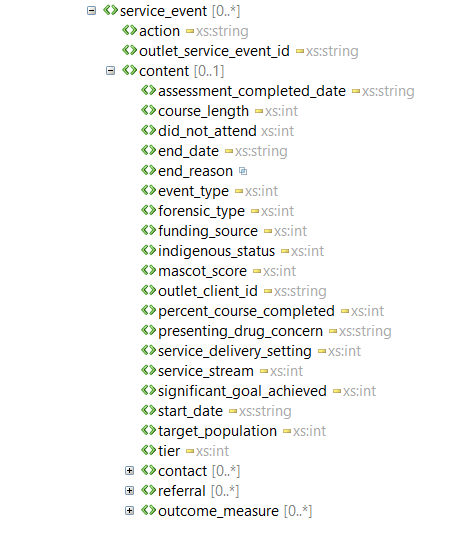 service_event [0..*]
action xs:string
outlet_service_event_id xs:string
content [0..1]
assessment_completed_date xs:string
course_length xs:int
did_not_attend xs:int
end_date xs:string
end_reason
event_type xs:int
forensic_type xs:int
funding_source xs:int
indigenous_status xs:int
mascot_score xs:int
outlet_client_id xs:string
percent_course_completed xs:int
presenting_drug_concern xs:string
service_delivery_setting xs:int
service_stream xs:int
significant_goal_achieved xs:int
start_date xs:string
target_population xs:int
tier xs:int
contact [0..*]
referral [0..*]
outcome_measure [0..*]